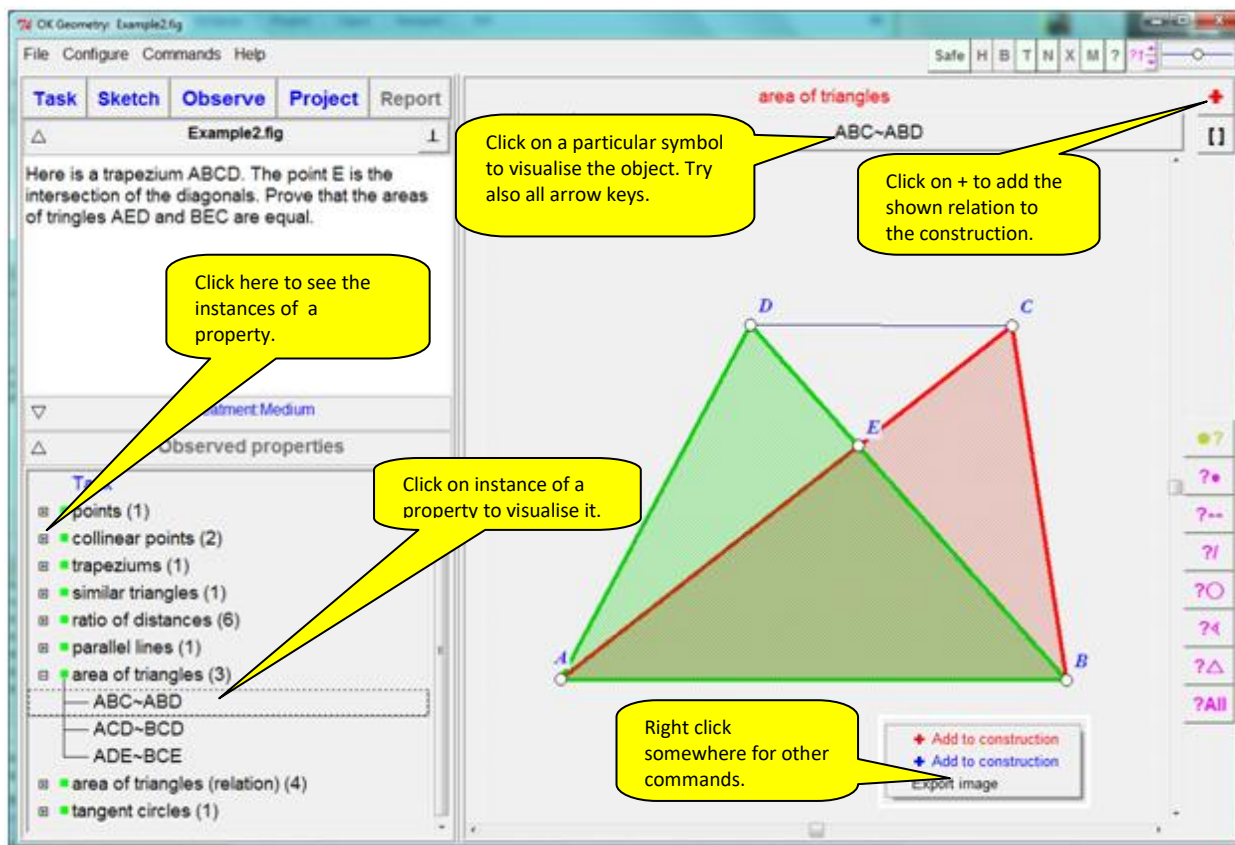 OK Geometry: Example2.fig
File Configure Commands Help
Safe H B T N X M ? ?↑
Task Sketch Observe Project Report
Example2.fig
Here is a trapezium ABCD. The point E is the
intersection of the diagonals. Prove that the areas
of tringles AED and BEC are equal.
Click here to see the
instances of a
property.
Medium
Observed properties
points (1)
collinear points (2)
trapeziums (1)
similar triangles (1)
ratio of distances (6)
parallel lines (1)
area of triangles (3)
ABC~ABD
ACD~BCD
ADE~BCE
area of triangles (relation) (4)
tangent circles (1)
Click on instance of a
property to visualise it.
area of triangles
+
ABC~ABD
[ ]
Click on a particular symbol
to visualise the object. Try
also all arrow keys.
Click on + to add the
shown relation to
the construction.
D
C
E
A
B
Right click
somewhere for other
commands.
+ Add to construction
+ Add to construction
Export image
●?
?●
?--
?/
?○
?∢
?△
?All